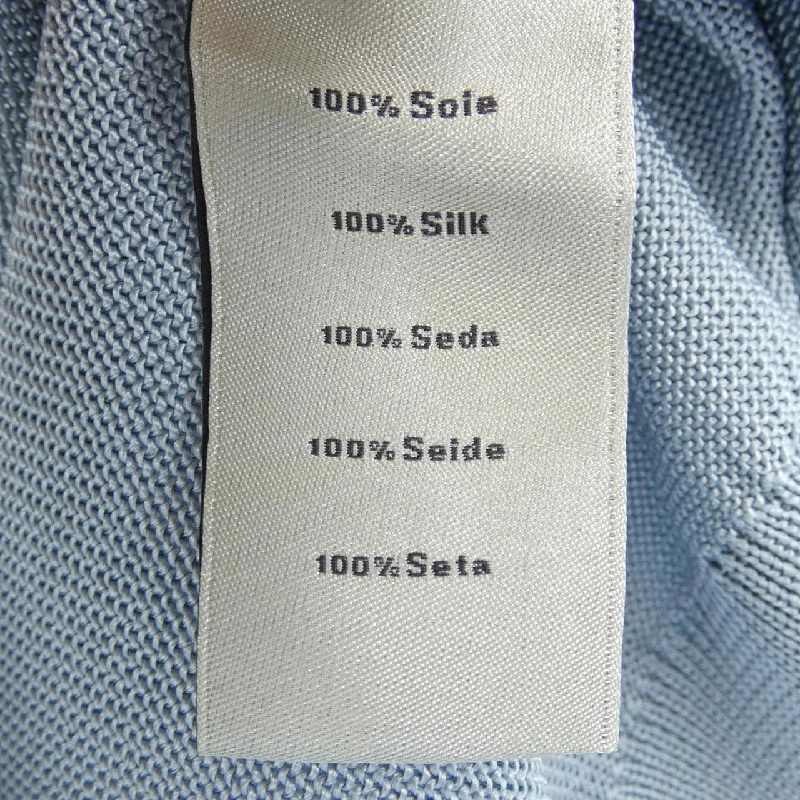 100% Soie
100% Silk
100% Seda
100% Seide
100% Seta